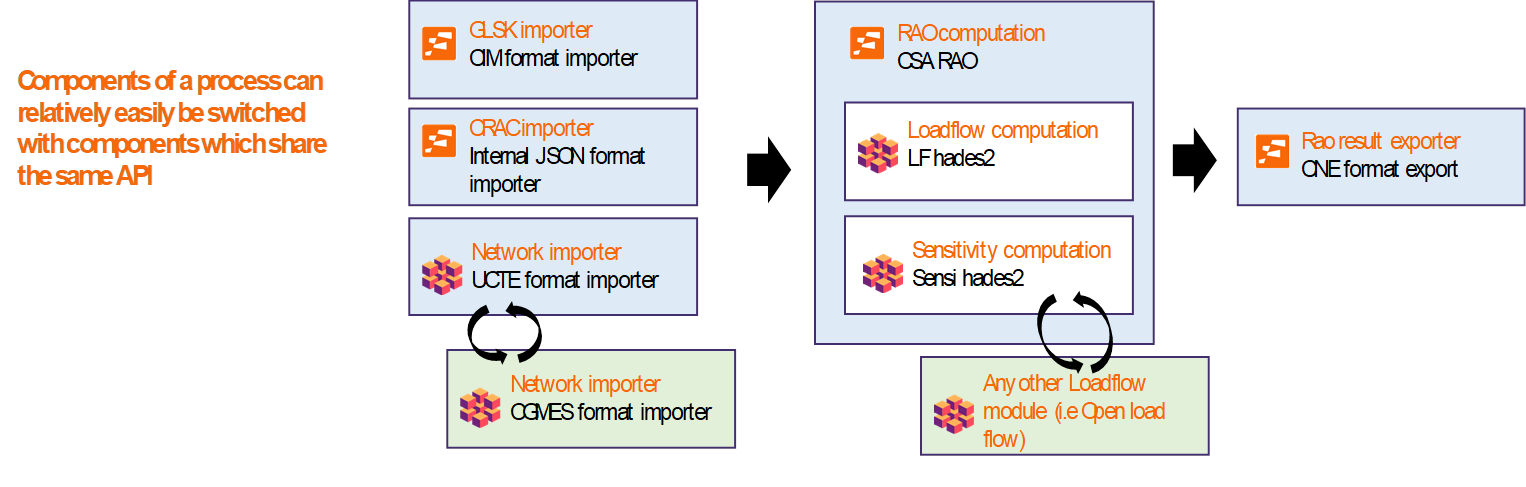 Components of a process can
relatively easily be switched
with components which share
the same API
GLSK importer
CIM format importer
CRAC importer
Internal JSON format
importer
Network importer
UCTE format importer
Network importer
CGMES format importer
RAO computation
CSA RAO
Loadflow computation
LF hades2
Sensitivity computation
Sensi hades2
Any other Loadflow
module (i.e Open load
flow)
Rao result exporter
CNE format export